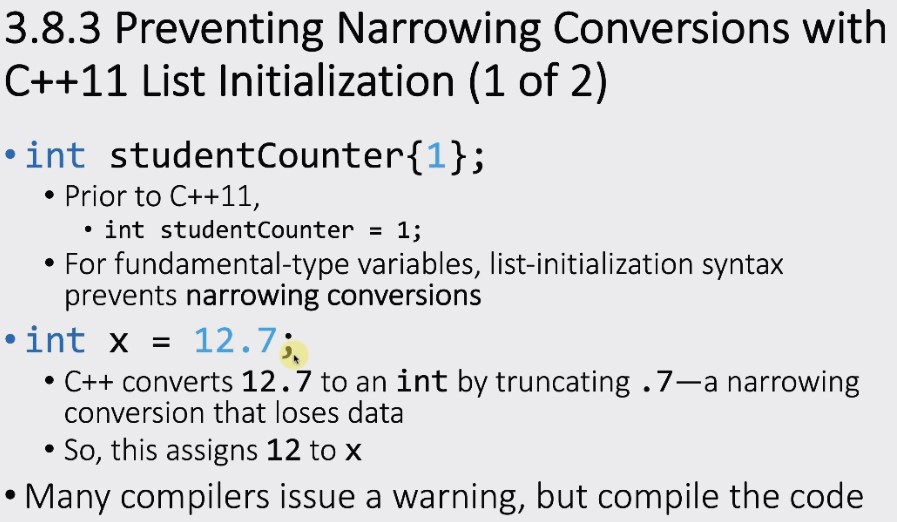 3.8.3 Preventing Narrowing Conversions with
C++11 List Initialization (1 of 2)
• int studentCounter{1};
• Prior to C++11,
• int studentCounter = 1;
• For fundamental-type variables, list-initialization syntax
prevents narrowing conversions
• int x = 12.7;
• C++ converts 12.7 to an int by truncating .7—a narrowing
conversion that loses data
• So, this assigns 12 to x
• Many compilers issue a warning, but compile the code